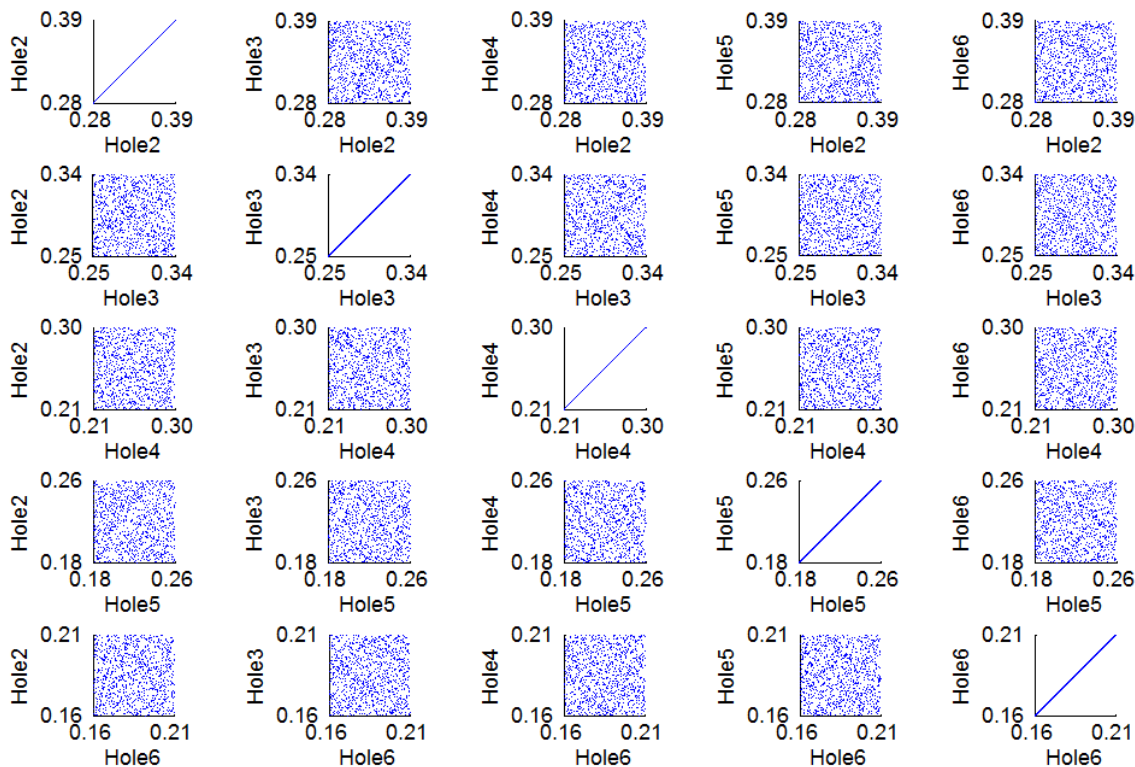 Hole2 0.39 Hole3 0.39 Hole4 0.39 Hole5 0.39 Hole6 0.39
0.28 0.28 0.28 0.28 0.28
0.28 0.39 0.28 0.39 0.28 0.39 0.28 0.39 0.28 0.39
Hole2 Hole2 Hole2 Hole2 Hole2
Hole2 0.34 Hole3 0.34 Hole4 0.34 Hole5 0.34 Hole6 0.34
0.25 0.25 0.25 0.25 0.25
0.25 0.34 0.25 0.34 0.25 0.34 0.25 0.34 0.25 0.34
Hole3 Hole3 Hole3 Hole3 Hole3
Hole2 0.30 Hole3 0.30 Hole4 0.30 Hole5 0.30 Hole6 0.30
0.21 0.21 0.21 0.21 0.21
0.21 0.30 0.21 0.30 0.21 0.30 0.21 0.30 0.21 0.30
Hole4 Hole4 Hole4 Hole4 Hole4
Hole2 0.26 Hole3 0.26 Hole4 0.26 Hole5 0.26 Hole6 0.26
0.18 0.18 0.18 0.18 0.18
0.18 0.26 0.18 0.26 0.18 0.26 0.18 0.26 0.18 0.26
Hole5 Hole5 Hole5 Hole5 Hole5
Hole2 0.21 Hole3 0.21 Hole4 0.21 Hole5 0.21 Hole6 0.21
0.16 0.16 0.16 0.16 0.16
0.16 0.21 0.16 0.21 0.16 0.21 0.16 0.21 0.16 0.21
Hole6 Hole6 Hole6 Hole6 Hole6